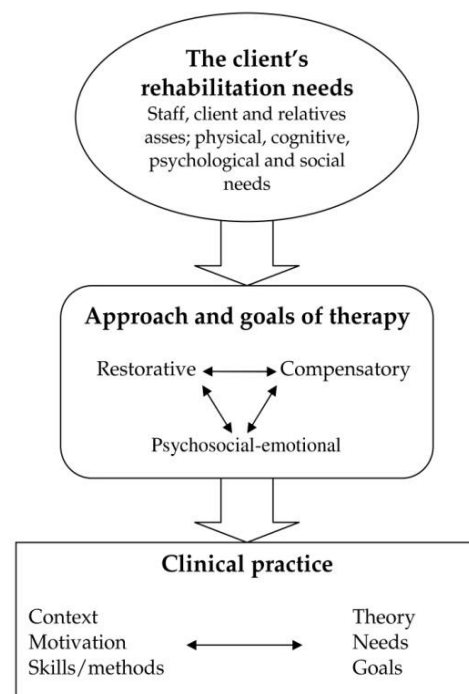 The client's
rehabilitation needs
Staff, client and relatives
asses; physical, cognitive,
psychological and social
needs
Approach and goals of therapy
Restorative Compensatory
Psychosocial-emotional
Clinical practice
Context Theory
Motivation Needs
Skills/methods Goals